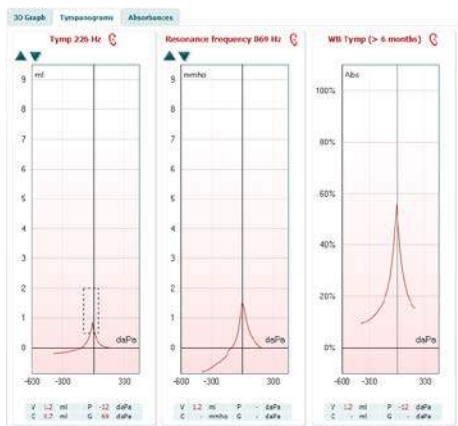 3D Graph Tympanograms Absorbances
Tymp 226 Hz
ml
9
8
7
6
5
4
3
2
1
0
daPa
-600 -300 0 300
V 1.2 ml P -12 daPa
C 0.7 ml G 69 daPa
Resonance frequency 869 Hz
mmho
9
8
7
6
5
4
3
2
1
0
daPa
-600 -300 0 300
V 1.2 ml P - daPa
C - mmho G - daPa
WB Tymp (> 6 months)
Abs
100%
80%
60%
40%
20%
0%
daPa
-600 -300 0 300
V 1.2 ml P -12 daPa
C - ml G - daPa